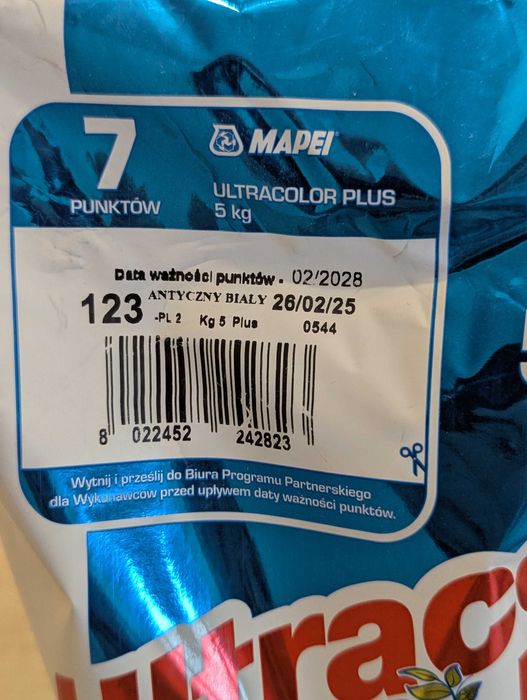 7
PUNKTÓW
MAPEI
ULTRACOLOR PLUS
5 kg
Data ważności punktów - 02/2028
123 ANTYCZNY BIAŁY 26/02/25
-PL 2 Kg 5 Plus 0544
8 022452 242823
Wytnij i prześlij do Biura Programu Partnerskiego
dla Wykonawców przed upływem daty ważności punktów.
Ultrac